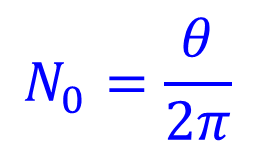 N₀ = θ/2π